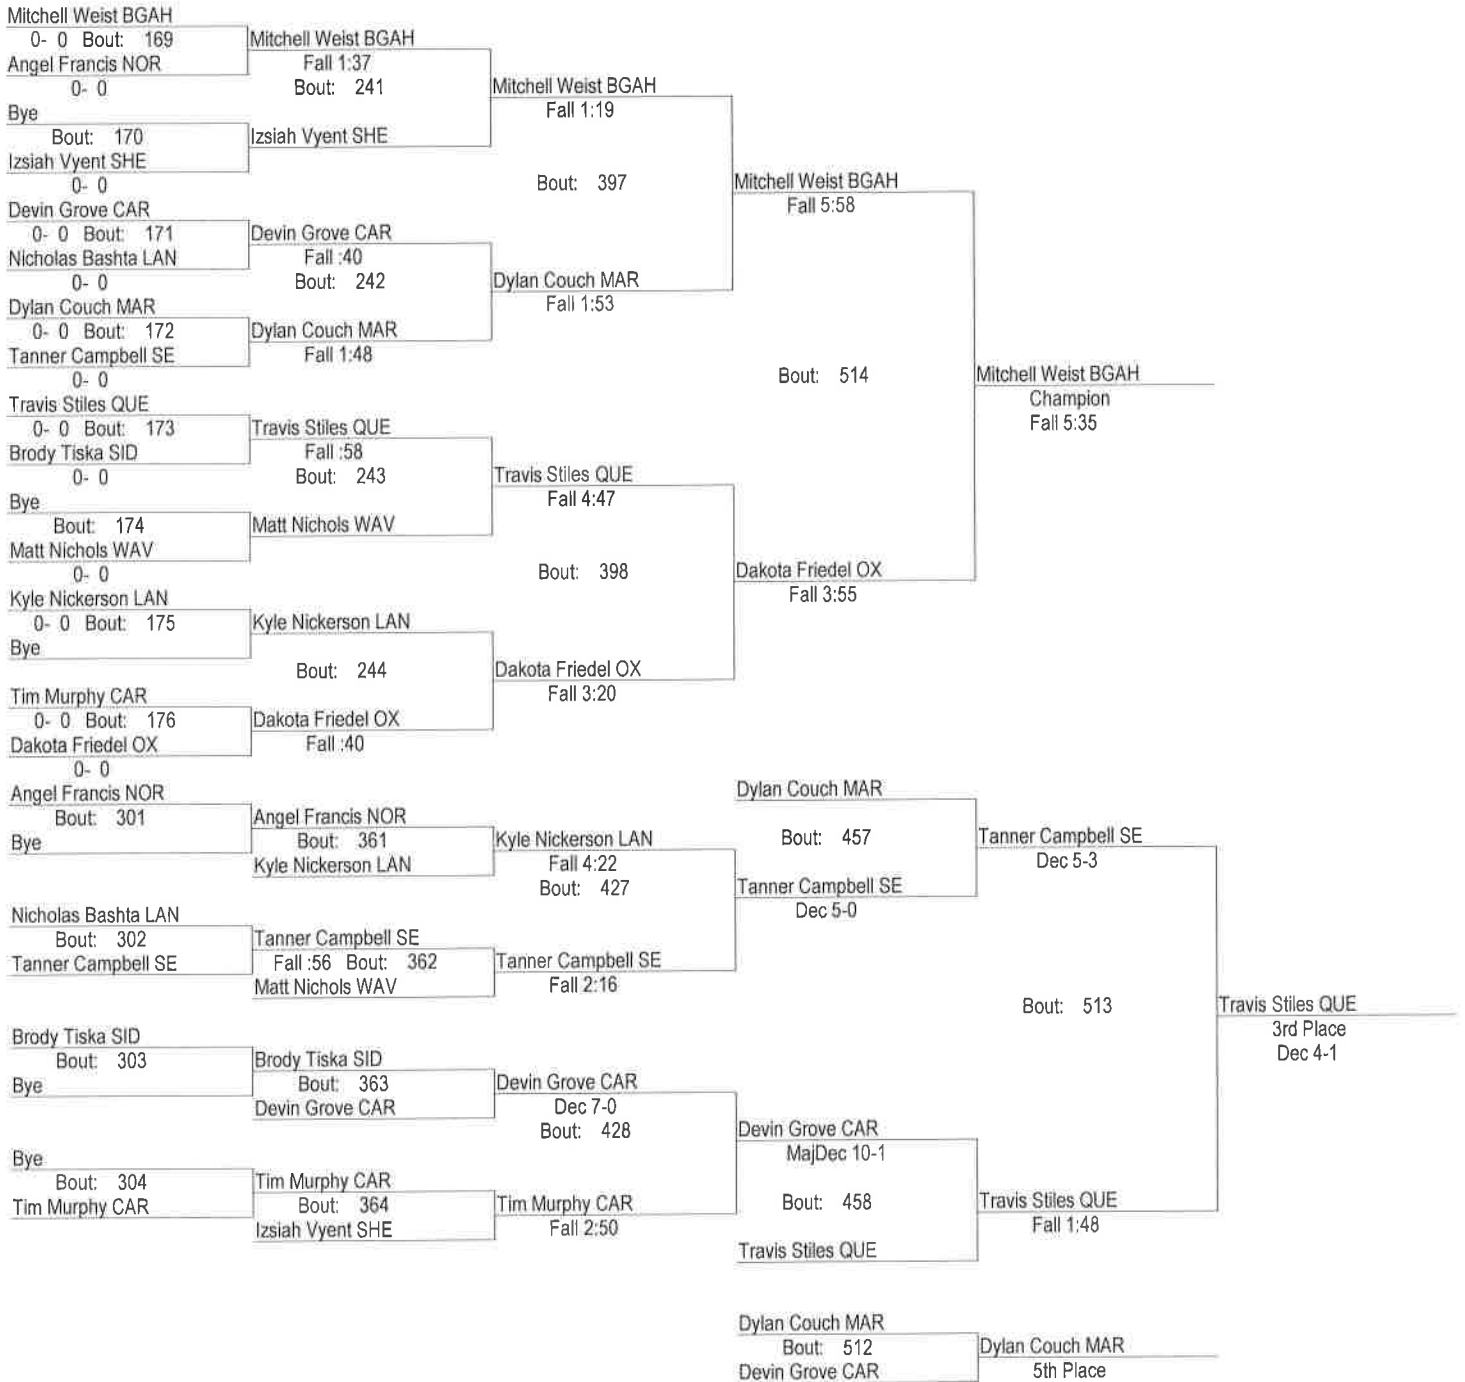 Mitchell Weist BGAH
0- 0 Bout: 169
Angel Francis NOR
0- 0
Bye
Bout: 170
Izsiah Vyent SHE
0- 0
Devin Grove CAR
0- 0 Bout: 171
Nicholas Bashta LAN
0- 0
Dylan Couch MAR
0- 0 Bout: 172
Tanner Campbell SE
0- 0
Travis Stiles QUE
0- 0 Bout: 173
Brody Tiska SID
0- 0
Bye
Bout: 174
Matt Nichols WAV
0- 0
Kyle Nickerson LAN
0- 0 Bout: 175
Bye
Tim Murphy CAR
0- 0 Bout: 176
Dakota Friedel OX
0- 0
Mitchell Weist BGAH
Fall 1:37
Bout: 241
Izsiah Vyent SHE
Devin Grove CAR
Fall :40
Bout: 242
Dylan Couch MAR
Fall 1:48
Travis Stiles QUE
Fall :58
Bout: 243
Matt Nichols WAV
Kyle Nickerson LAN
Bout: 244
Dakota Friedel OX
Fall :40
Mitchell Weist BGAH
Fall 1:19
Bout: 397
Dylan Couch MAR
Fall 1:53
Travis Stiles QUE
Fall 4:47
Bout: 398
Dakota Friedel OX
Fall 3:20
Mitchell Weist BGAH
Fall 5:58
Bout: 514
Dakota Friedel OX
Fall 3:55
Mitchell Weist BGAH
Champion
Fall 5:35
Angel Francis NOR
Bout: 301
Bye
Nicholas Bashta LAN
Bout: 302
Tanner Campbell SE
Brody Tiska SID
Bout: 303
Bye
Bye
Bout: 304
Tim Murphy CAR
Angel Francis NOR
Bout: 361
Kyle Nickerson LAN
Tanner Campbell SE
Fall :56 Bout: 362
Matt Nichols WAV
Brody Tiska SID
Bout: 363
Devin Grove CAR
Tim Murphy CAR
Bout: 364
Izsiah Vyent SHE
Kyle Nickerson LAN
Fall 4:22
Bout: 427
Tanner Campbell SE
Fall 2:16
Devin Grove CAR
Dec 7-0
Bout: 428
Tim Murphy CAR
Fall 2:50
Dylan Couch MAR
Bout: 457
Tanner Campbell SE
Dec 5-0
Devin Grove CAR
MajDec 10-1
Bout: 458
Travis Stiles QUE
Tanner Campbell SE
Dec 5-3
Bout: 513
Travis Stiles QUE
Fall 1:48
Travis Stiles QUE
3rd Place
Dec 4-1
Dylan Couch MAR
Bout: 512
Devin Grove CAR
Dylan Couch MAR
5th Place